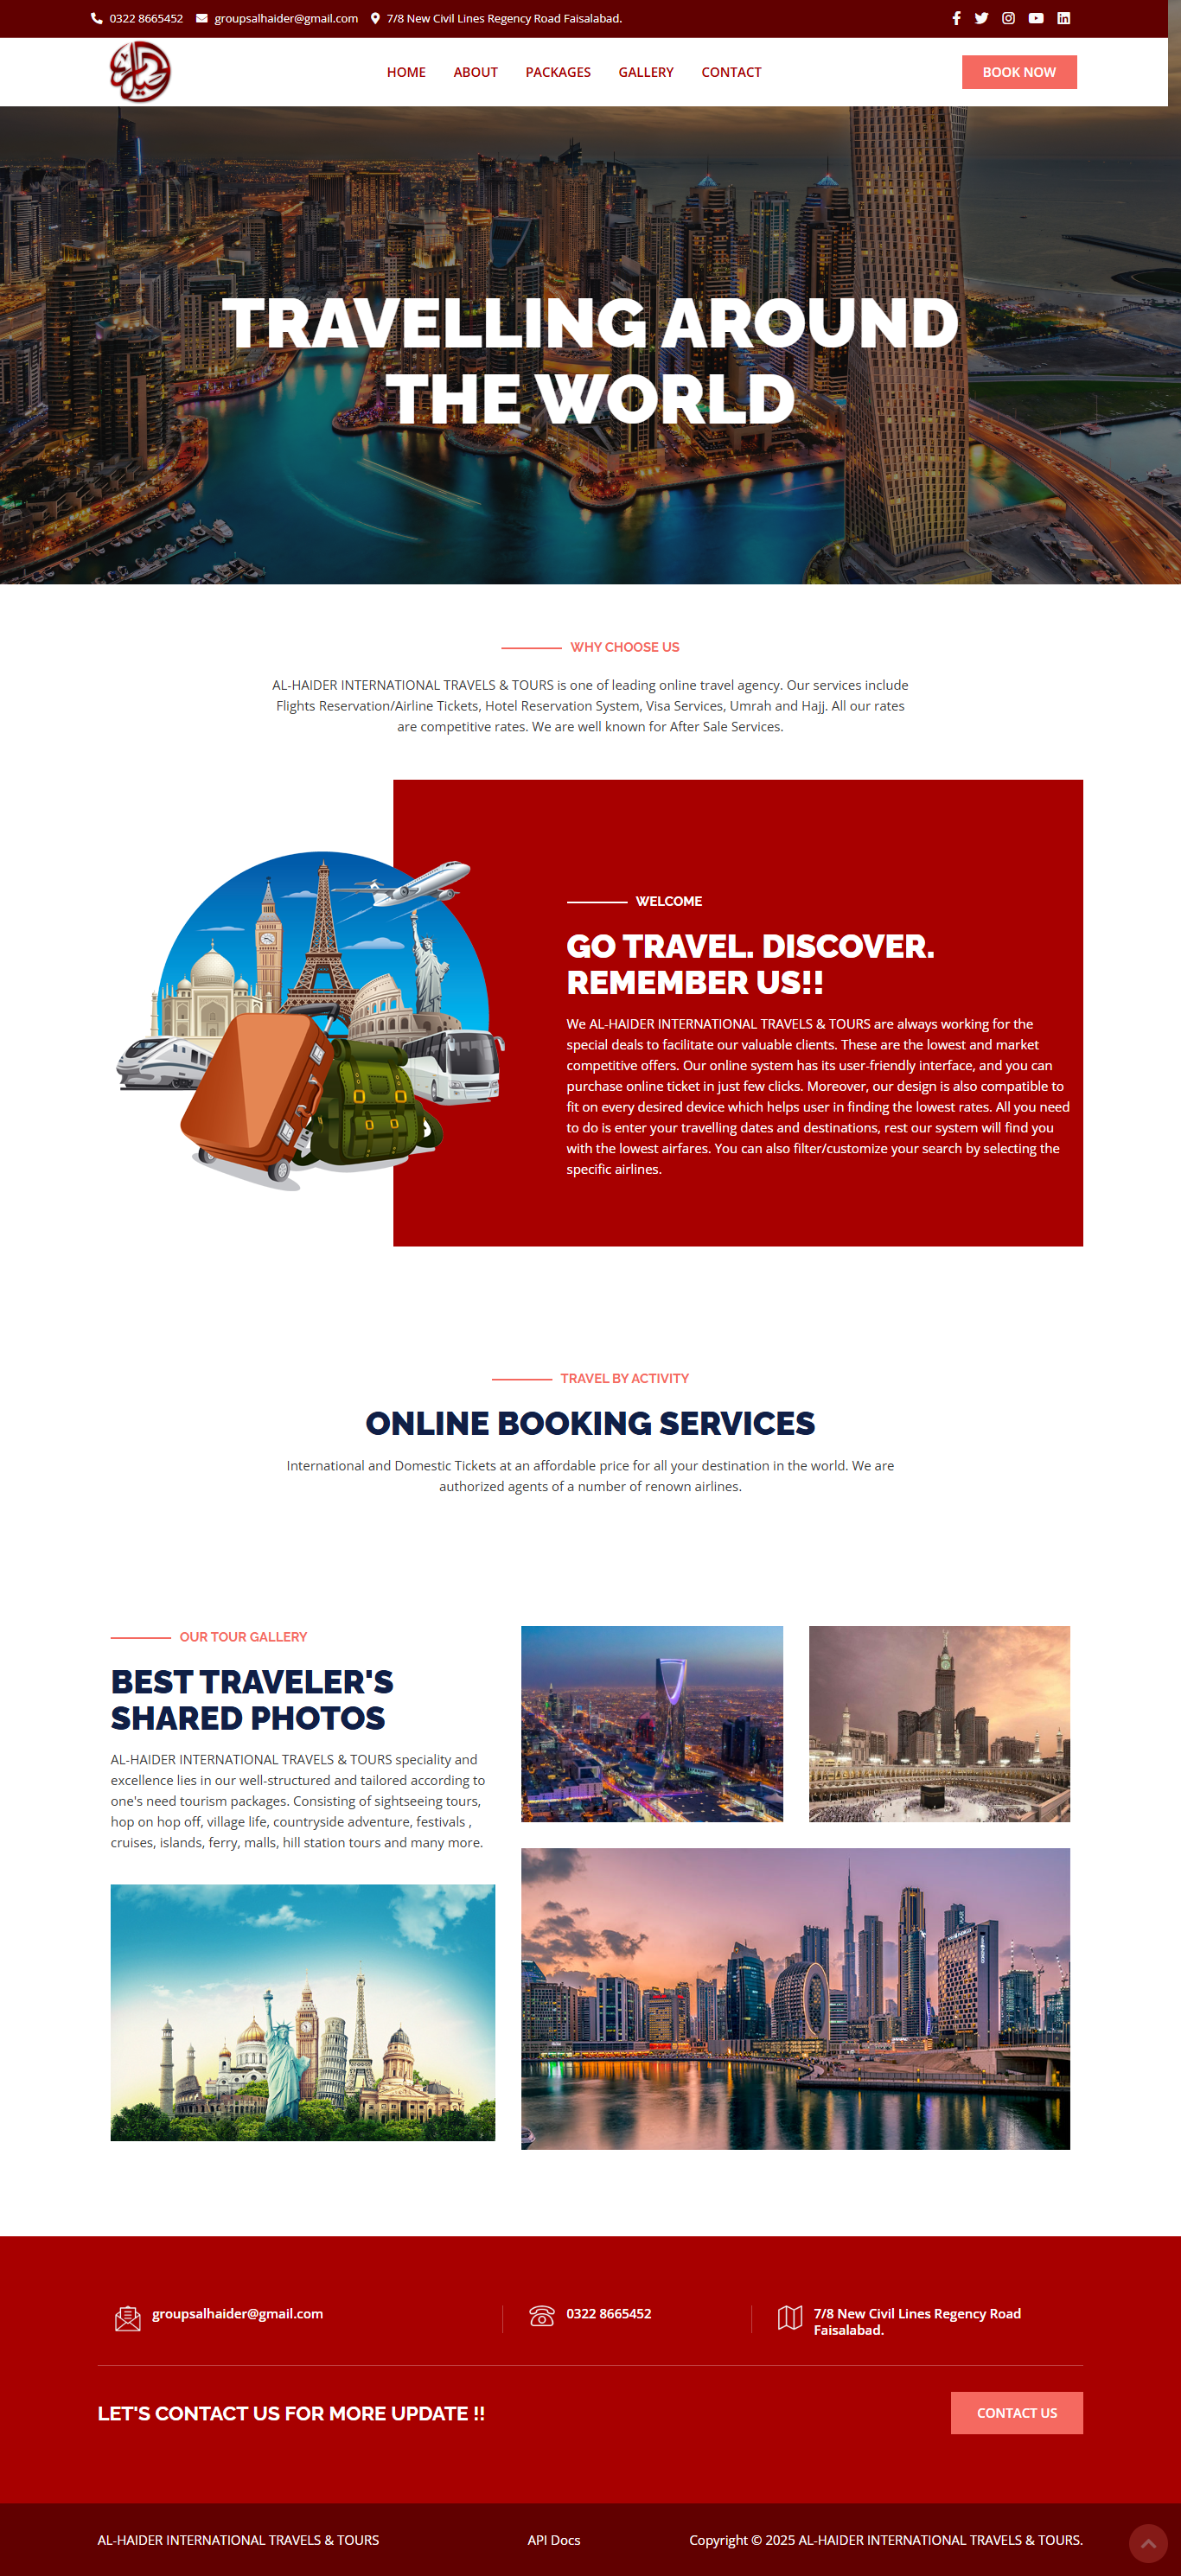 0322 8665452 groupsalhaider@gmail.com 7/8 New Civil Lines Regency Road Faisalabad.
HOME ABOUT PACKAGES GALLERY CONTACT BOOK NOW
TRAVELLING AROUND
THE WORLD
WHY CHOOSE US
AL-HAIDER INTERNATIONAL TRAVELS & TOURS is one of leading online travel agency. Our services include
Flights Reservation/Airline Tickets, Hotel Reservation System, Visa Services, Umrah and Hajj. All our rates
are competitive rates. We are well known for After Sale Services.
WELCOME
GO TRAVEL. DISCOVER.
REMEMBER US!!
We AL-HAIDER INTERNATIONAL TRAVELS & TOURS are always working for the
special deals to facilitate our valuable clients. These are the lowest and market
competitive offers. Our online system has its user-friendly interface, and you can
purchase online ticket in just few clicks. Moreover, our design is also compatible to
fit on every desired device which helps user in finding the lowest rates. All you need
to do is enter your travelling dates and destinations, rest our system will find you
with the lowest airfares. You can also filter/customize your search by selecting the
specific airlines.
TRAVEL BY ACTIVITY
ONLINE BOOKING SERVICES
International and Domestic Tickets at an affordable price for all your destination in the world. We are
authorized agents of a number of renown airlines.
OUR TOUR GALLERY
BEST TRAVELER'S
SHARED PHOTOS
AL-HAIDER INTERNATIONAL TRAVELS & TOURS speciality and
excellence lies in our well-structured and tailored according to
one's need tourism packages. Consisting of sightseeing tours,
hop on hop off, village life, countryside adventure, festivals ,
cruises, islands, ferry, malls, hill station tours and many more.
groupsalhaider@gmail.com
0322 8665452
7/8 New Civil Lines Regency Road
Faisalabad.
LET'S CONTACT US FOR MORE UPDATE !!
CONTACT US
AL-HAIDER INTERNATIONAL TRAVELS & TOURS API Docs Copyright © 2025 AL-HAIDER INTERNATIONAL TRAVELS & TOURS.